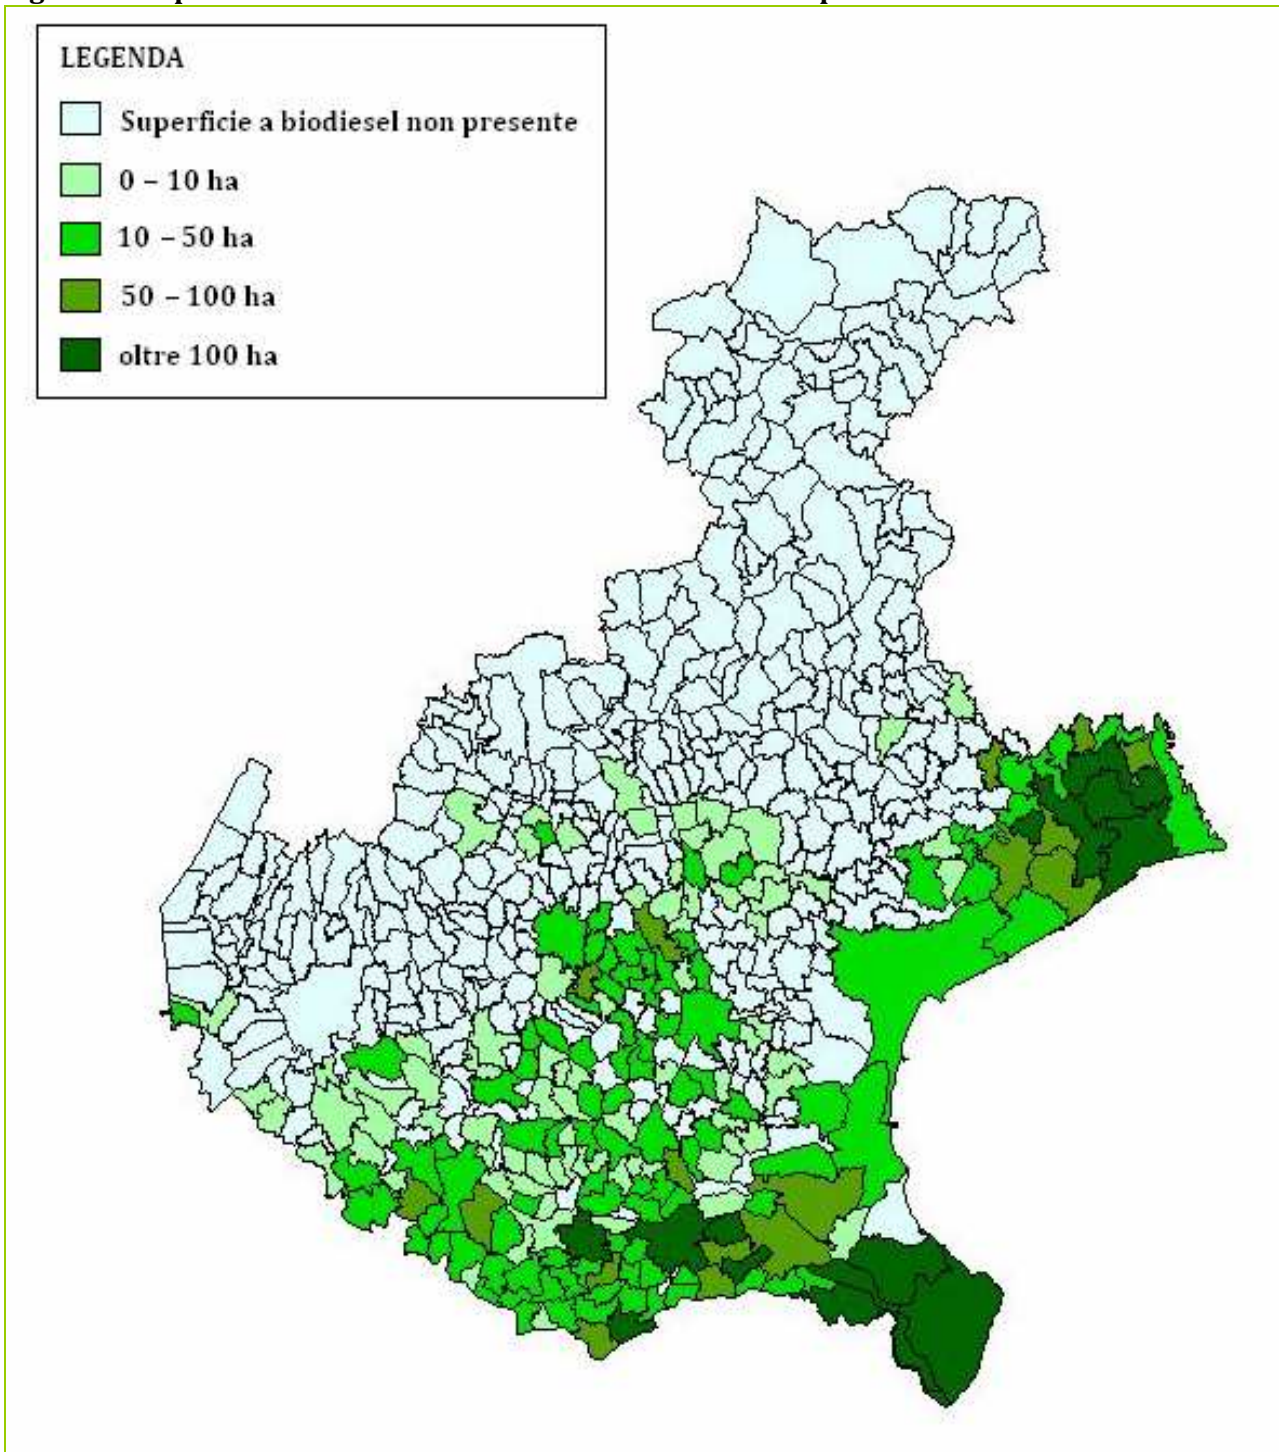 LEGENDA
Superficie a biodiesel non presente
0 – 10 ha
10 – 50 ha
50 – 100 ha
oltre 100 ha